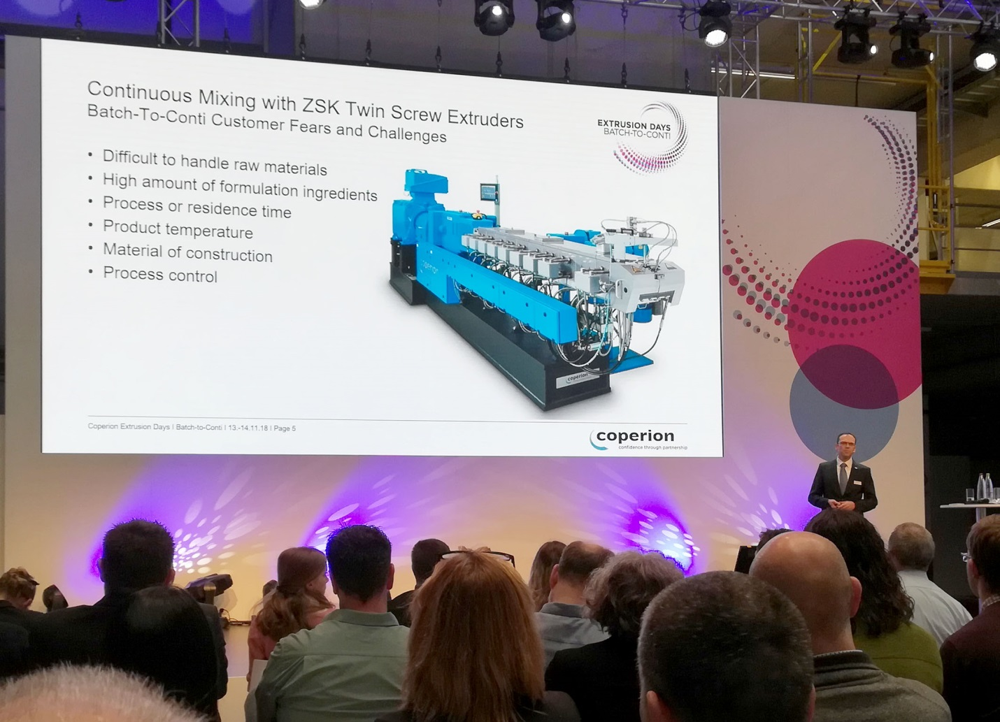 Continuous Mixing with ZSK Twin Screw Extruders
Batch-To-Conti Customer Fears and Challenges
EXTRUSION DAYS
BATCH-TO-CONTI
• Difficult to handle raw materials
• High amount of formulation ingredients
• Process or residence time
• Product temperature
• Material of construction
• Process control
coperion
coperion
Coperion Extrusion Days | Batch-to-Conti | 13.-14.11.18 | Page 5
coperion
confidence through partnership